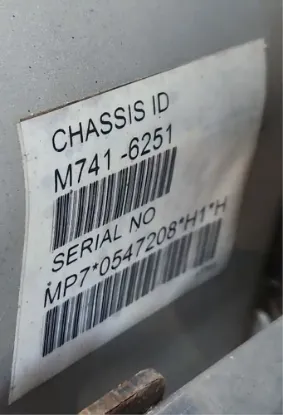 CHASSIS ID
M741-6251
SERIAL NO
MP7*0547208*H1*H